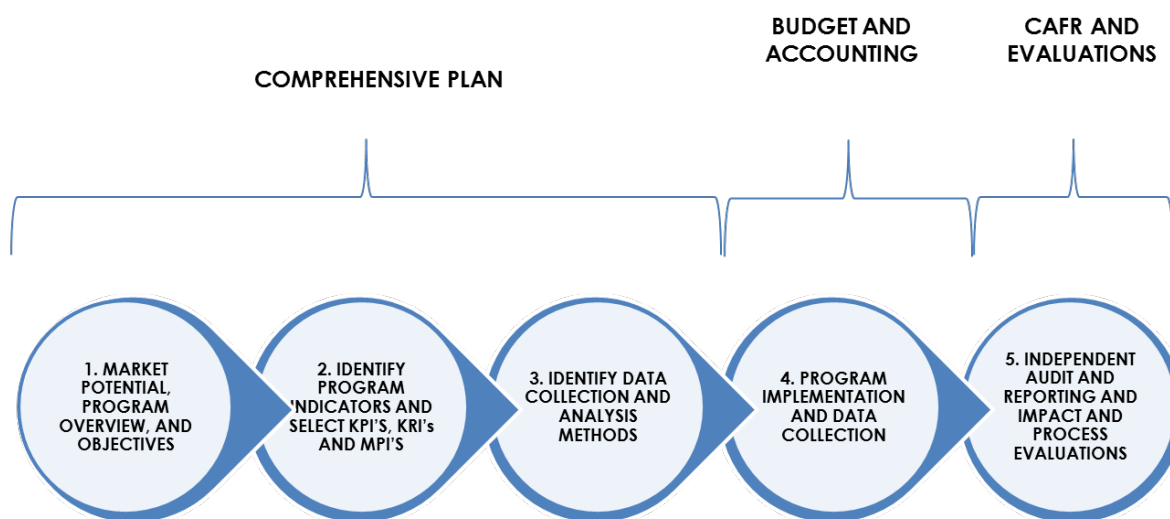 COMPREHENSIVE PLAN
BUDGET AND
ACCOUNTING
CAFR AND
EVALUATIONS
1. MARKET
POTENTIAL,
PROGRAM
OVERVIEW, AND
OBJECTIVES
2. IDENTIFY
PROGRAM
INDICATORS AND
SELECT KPI'S, KRI's
AND MPI'S
3. IDENTIFY DATA
COLLECTION AND
ANALYSIS
METHODS
4. PROGRAM
IMPLEMENTATION
AND DATA
COLLECTION
5. INDEPENDENT
AUDIT AND
REPORTING AND
IMPACT AND
PROCESS
EVALUATIONS